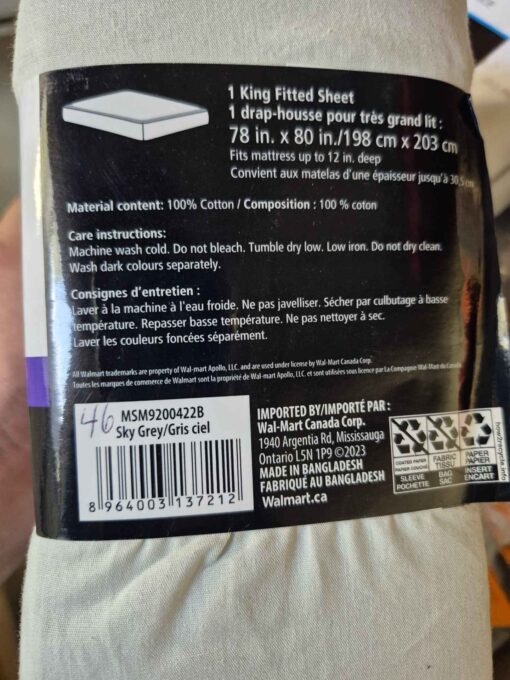 1 King Fitted Sheet
1 drap-housse pour très grand lit :
78 in. x 80 in./198 cm x 203 cm
Fits mattress up to 12 in. deep
Convient aux matelas d'une épaisseur jusqu'à 30,5 cm
Material content: 100% Cotton / Composition : 100 % coton
Care instructions:
Machine wash cold. Do not bleach. Tumble dry low. Low iron. Do not dry clean.
Wash dark colours separately.
Consignes d'entretien :
Laver à la machine à l'eau froide. Ne pas javelliser. Sécher par culbutage à basse
température. Repasser basse température. Ne pas nettoyer à sec.
Laver les couleurs foncées séparément.
All Walmart trademarks are property of Wal-mart Apollo, LLC. and are used under license by Wal-Mart Canada Corp.
Toutes les marques de commerce de Walmart sont la propriété de Wal-mart Apollo, LLC. et sont utilisées sous licence par La Compagnie Wal-Mart du Canada
46 MSM9200422B
Sky Grey/Gris ciel
8 964003 137212
IMPORTED BY/IMPORTÉ PAR :
Wal-Mart Canada Corp.
1940 Argentia Rd, Mississauga
Ontario L5N 1P9 ©2023
MADE IN BANGLADESH
FABRIQUÉ AU BANGLADESH
Walmart.ca
COATED PAPER
PAPIER COUCHÉ
SLEEVE
POCHETTE
FABRIC
TISSU
BAG
SAC
PAPER
PAPIER
INSERT
ENCART
how2recycle.info